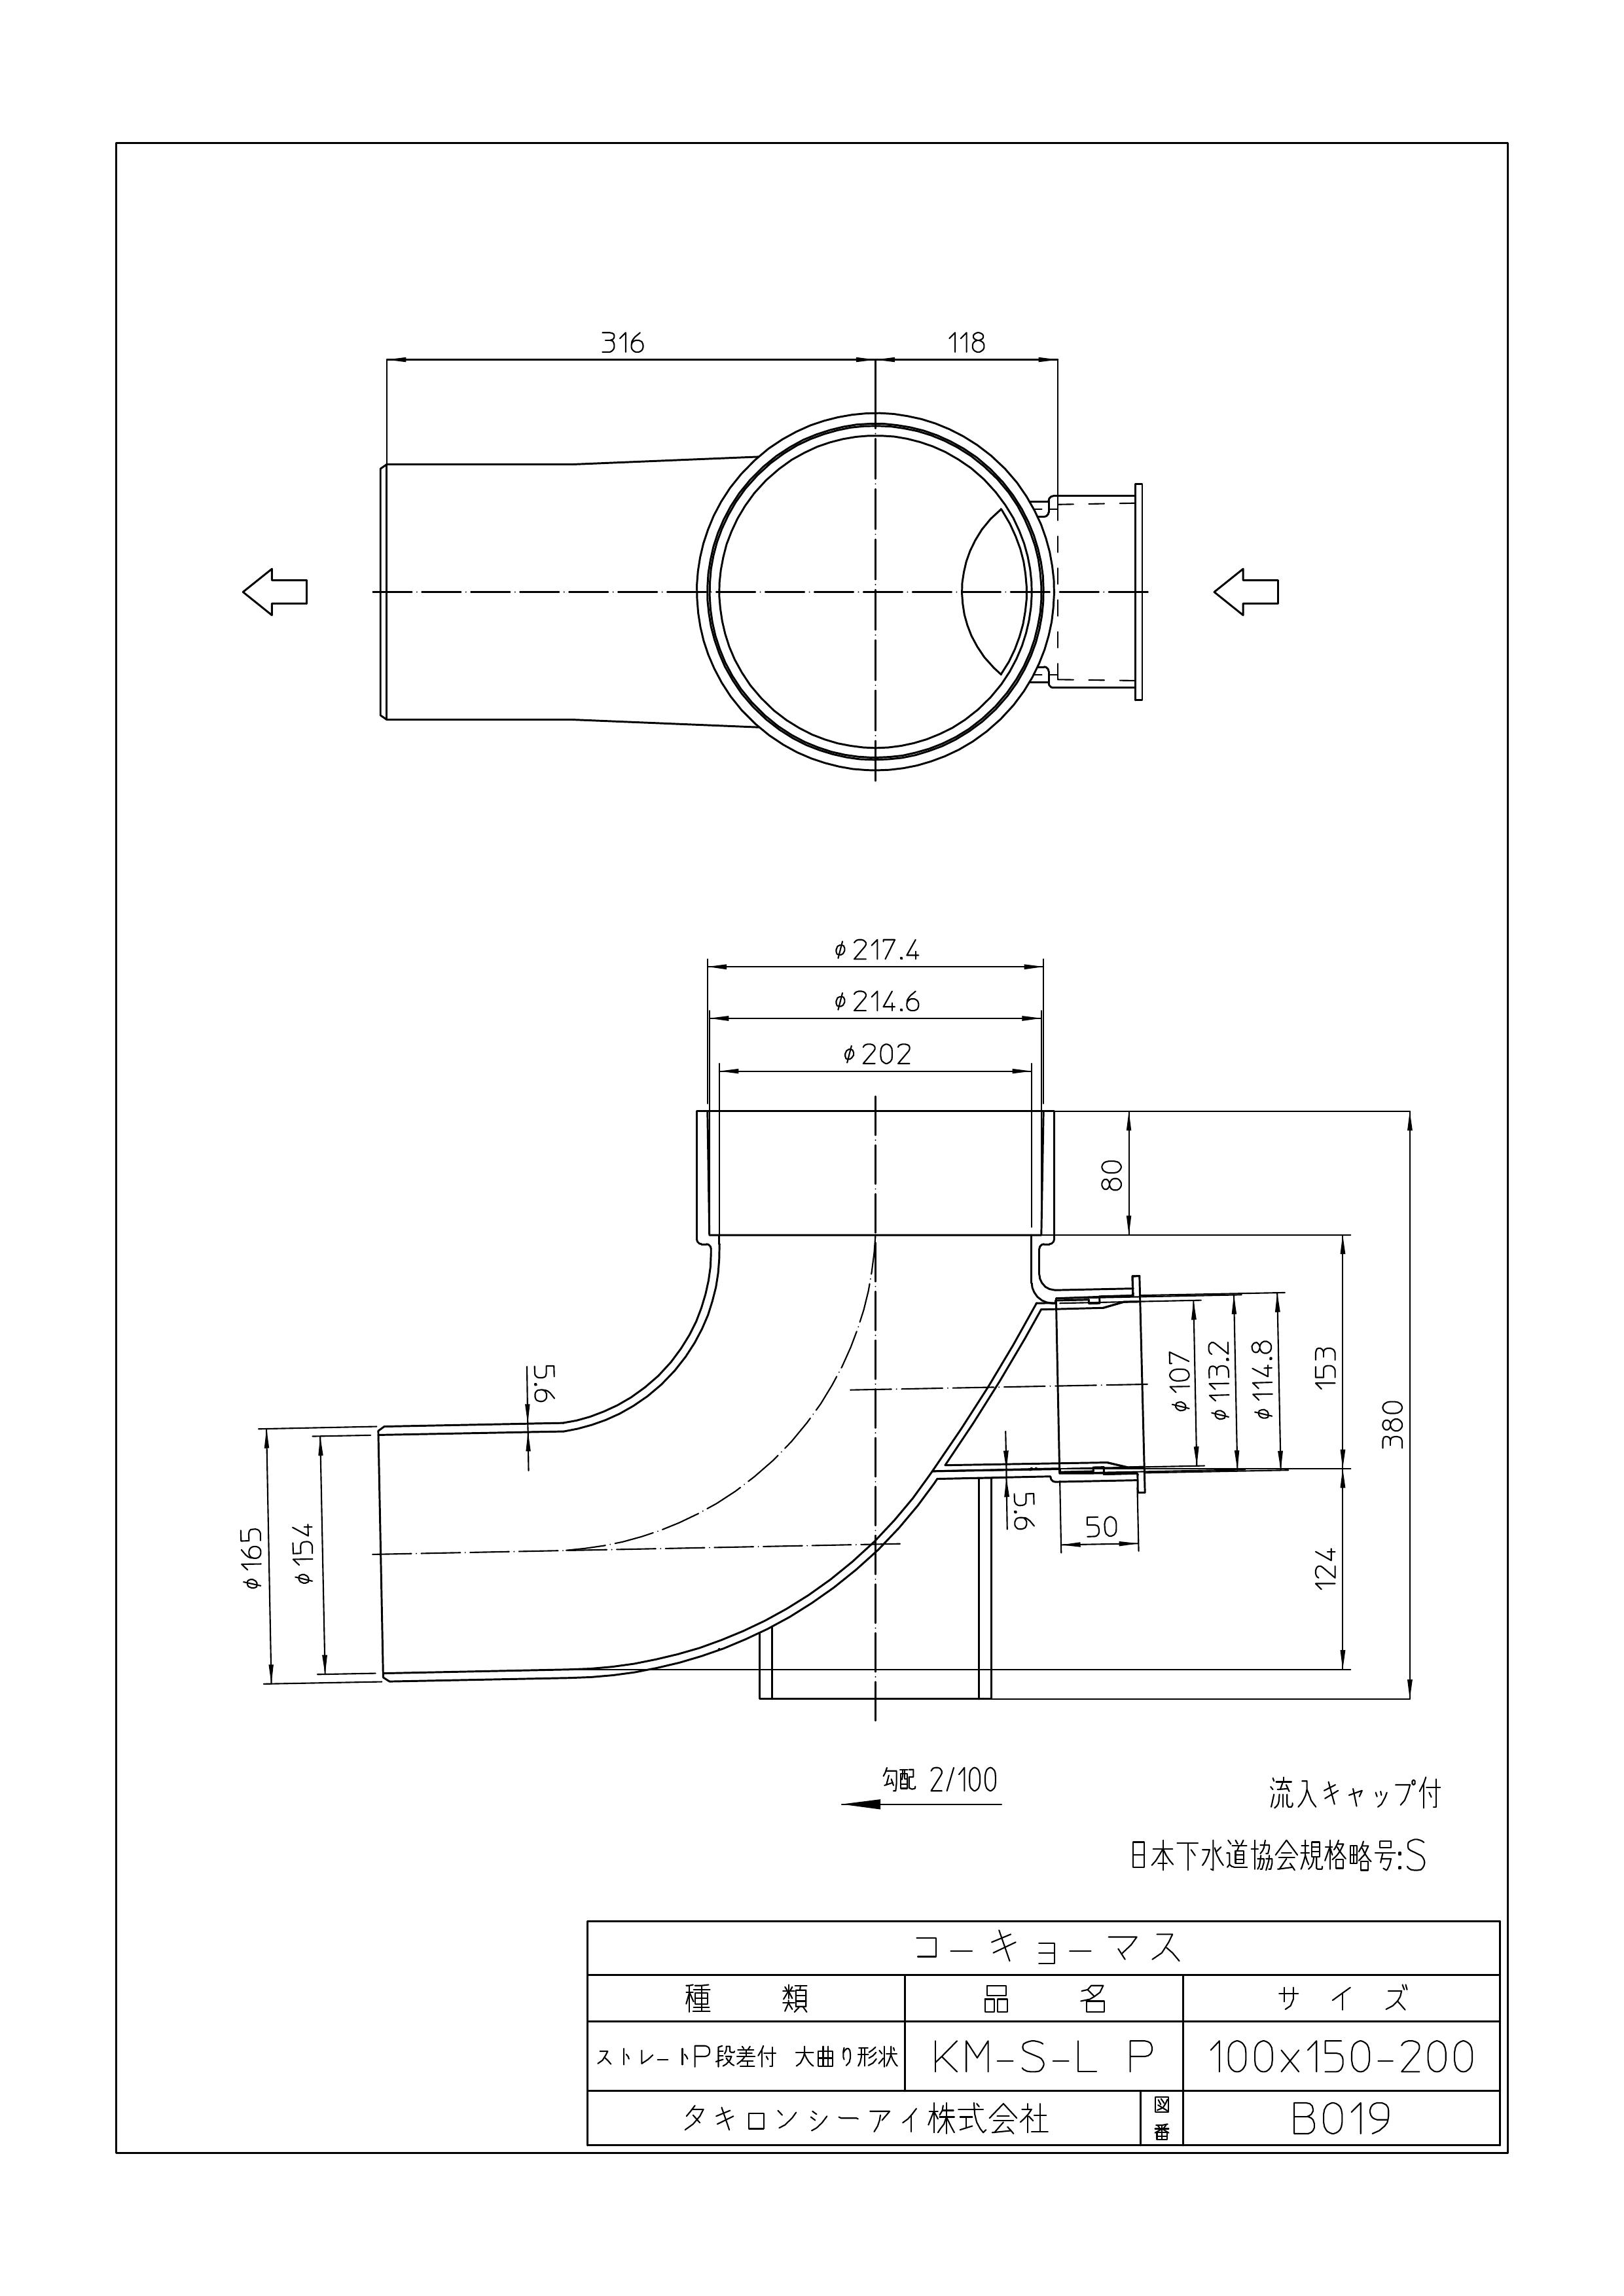 316
118
φ217.4
φ214.6
φ202
80
5.6
φ107
φ113.2
φ114.8
153
380
φ165
φ154
5.6
50
124
勾配 2/100
流入キャップ付
日本下水道協会規格略号:S
コーキョーマス
種 類 品 名 サ イ ズ
ストレートP段差付 大曲り形状 KM-S-L P 100x150-200
タキロンシーアイ株式会社 図番 B019